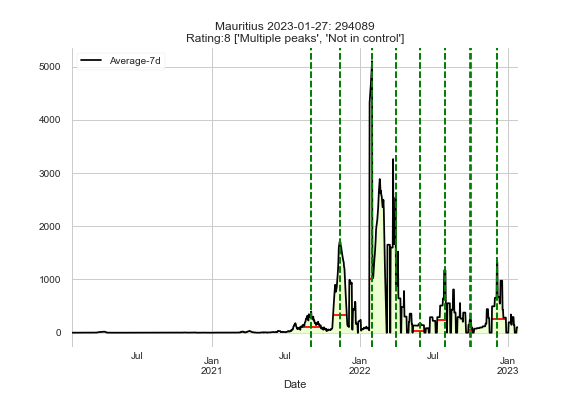 Mauritius 2023-01-27: 294089
Rating:8 ['Multiple peaks', 'Not in control']
Average-7d
5000
4000
3000
2000
1000
0
Jul
Jan
2021
Jul
Jan
2022
Jul
Jan
2023
Date